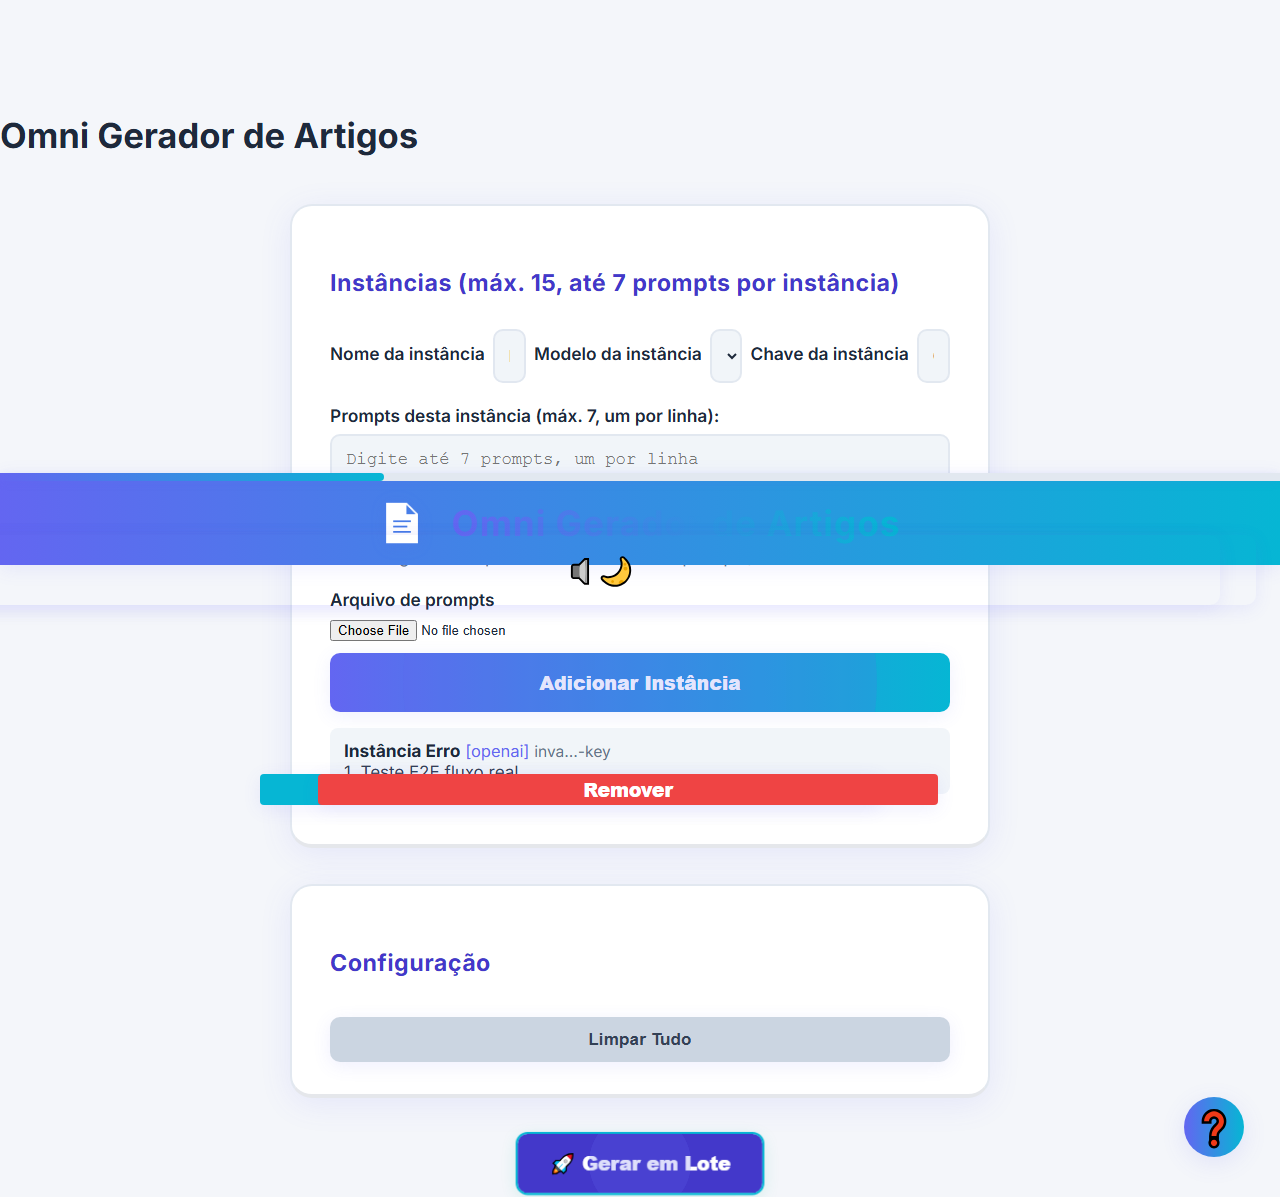 Omni Gerador de Artigos
Instâncias (máx. 15, até 7 prompts por instância)
Nome da instância
Modelo da instância
Chave da instância
Prompts desta instância (máx. 7, um por linha):
Digite até 7 prompts, um por linha
Omni Gerador de Artigos
Arquivo de prompts
Choose File No file chosen
Adicionar Instância
Instância Erro [openai] inva...-key
1. Teste E2E fluxo real
Remover
Configuração
Limpar Tudo
🚀 Gerar em Lote